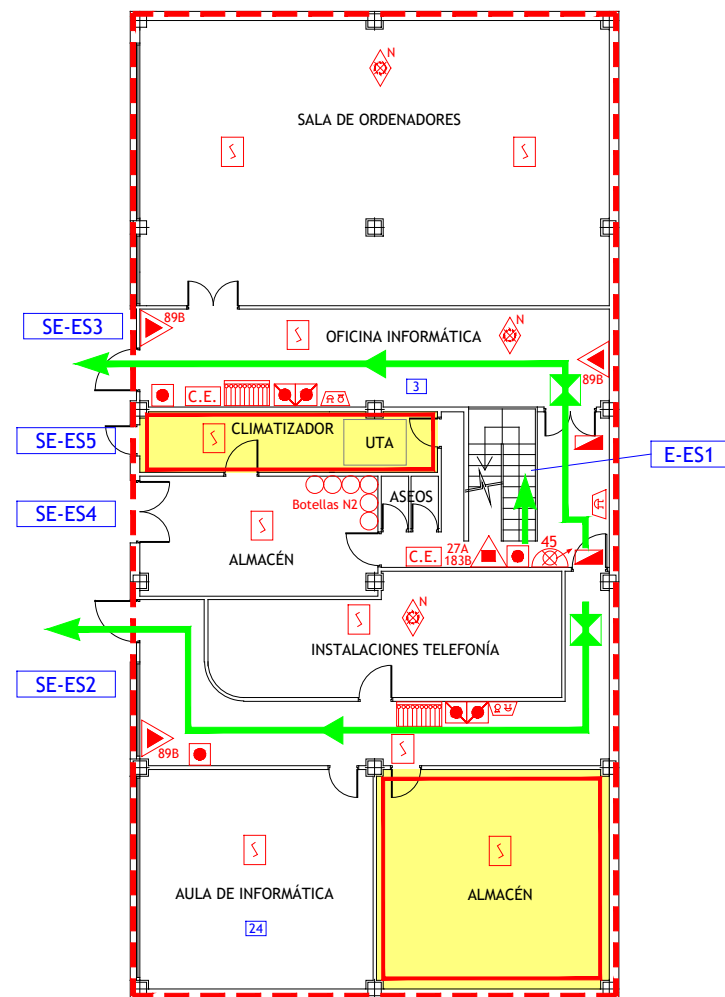 N
SALA DE ORDENADORES
SE-ES3
89B
OFICINA INFORMÁTICA
N
89B
C.E.
3
SE-ES5
CLIMATIZADOR
UTA
E-ES1
SE-ES4
Botellas N2
ASEOS
ALMACÉN
C.E.
27A
183B
45
N
INSTALACIONES TELEFONÍA
SE-ES2
89B
AULA DE INFORMÁTICA
24
ALMACÉN